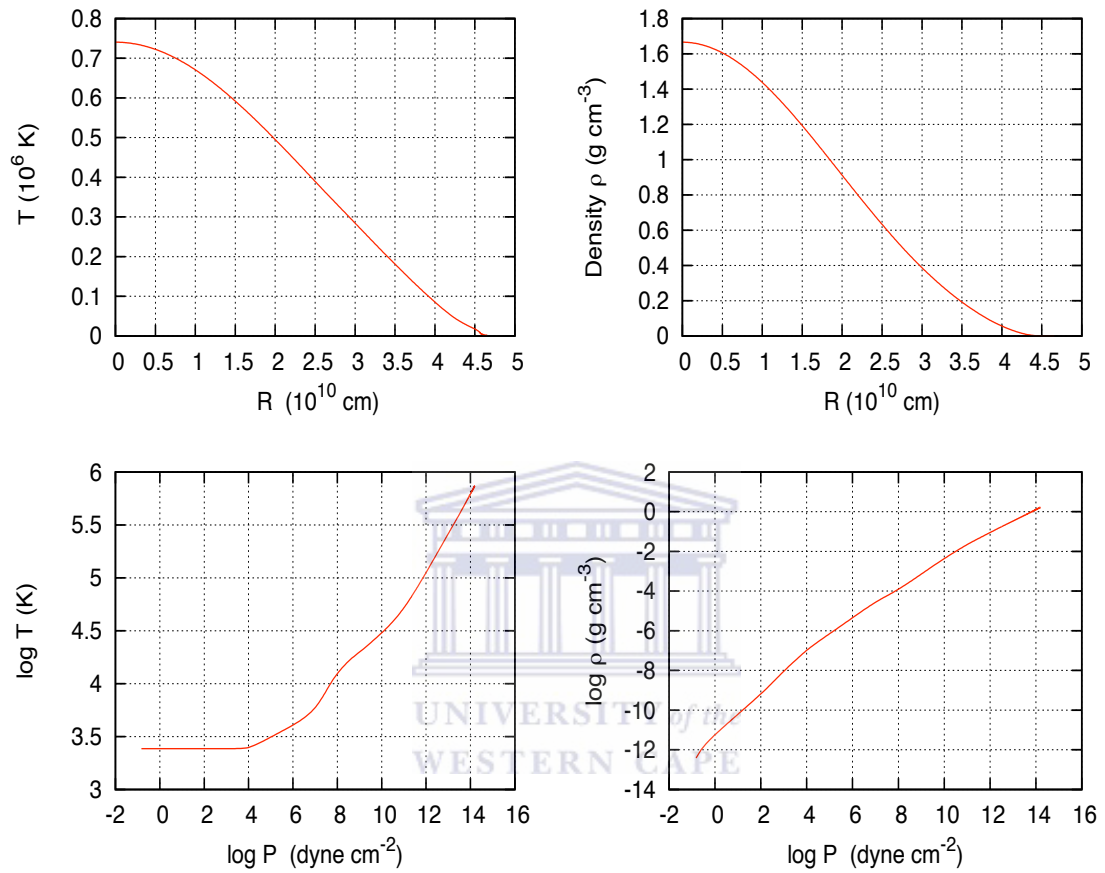 0.8
0.7
0.6
0.5
0.4
0.3
0.2
0.1
0
T (10^6 K)
0 0.5 1 1.5 2 2.5 3 3.5 4 4.5 5
R (10^10 cm)
1.8
1.6
1.4
1.2
1
0.8
0.6
0.4
0.2
0
Density ρ (g cm^-3)
0 0.5 1 1.5 2 2.5 3 3.5 4 4.5 5
R (10^10 cm)
6
5.5
5
4.5
4
3.5
3
log T (K)
-2 0 2 4 6 8 10 12 14 16
log P (dyne cm^-2)
2
0
-2
-4
-6
-8
-10
-12
-14
log ρ (g cm^-3)
-2 0 2 4 6 8 10 12 14 16
log P (dyne cm^-2)
UNIVERSITY of the
WESTERN CAPE